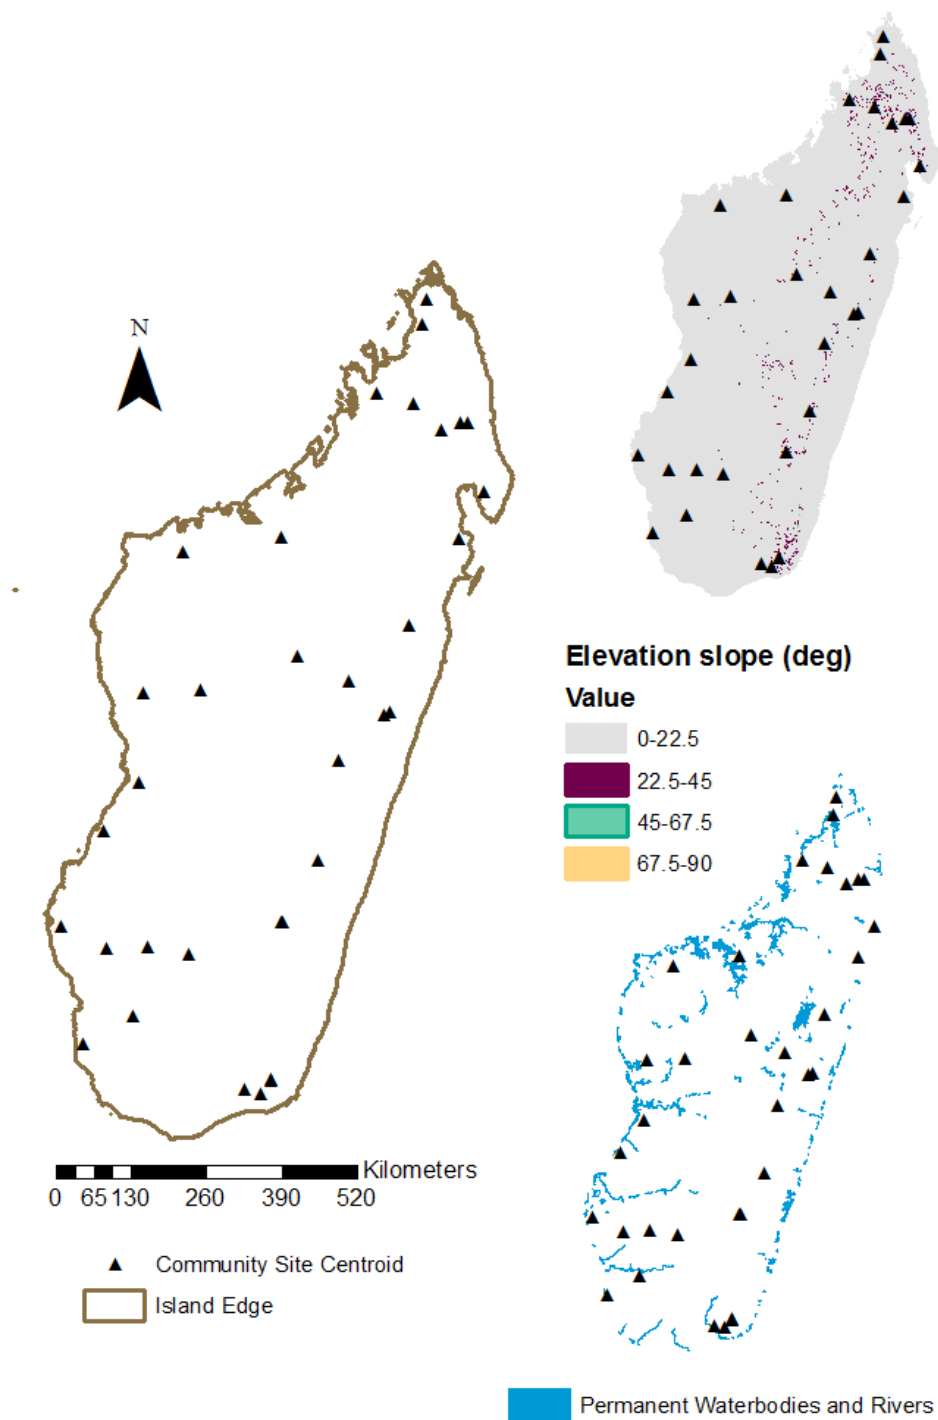 N
Kilometers
0 65 130 260 390 520
Community Site Centroid
Island Edge
Elevation slope (deg)
Value
0-22.5
22.5-45
45-67.5
67.5-90
Permanent Waterbodies and Rivers